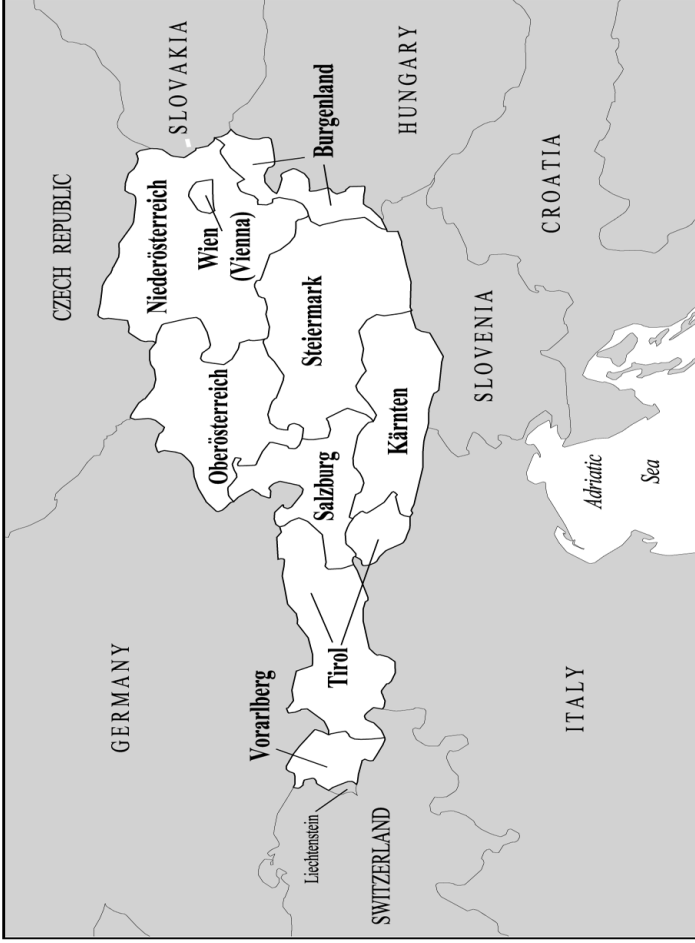 CZECH REPUBLIC
SLOVAKIA
GERMANY
Niederösterreich
Wien
(Vienna)
Oberösterreich
Burgenland
Vorarlberg
Steiermark
Salzburg
Tirol
Liechtenstein
Kärnten
SWITZERLAND
HUNGARY
SLOVENIA
CROATIA
ITALY
Adriatic
Sea